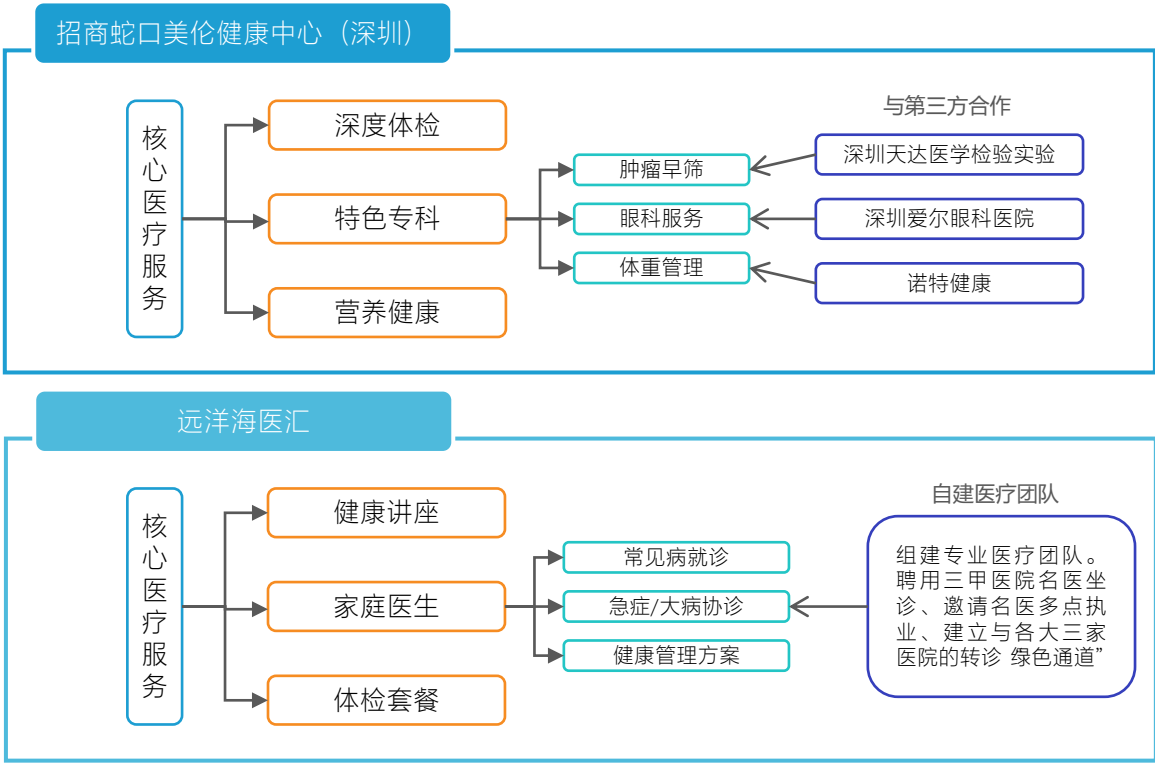 招商蛇口美伦健康中心（深圳）
核心医疗服务
深度体检
特色专科
营养健康
肿瘤早筛
眼科服务
体重管理
与第三方合作
深圳天达医学检验实验
深圳爱尔眼科医院
诺特健康
远洋海医汇
核心医疗服务
健康讲座
家庭医生
体检套餐
常见病就诊
急症/大病协诊
健康管理方案
自建医疗团队
组建专业医疗团队。
聘用三甲医院名医坐
诊、邀请名医多点执
业、建立与各大三家
医院的转诊 绿色通道”